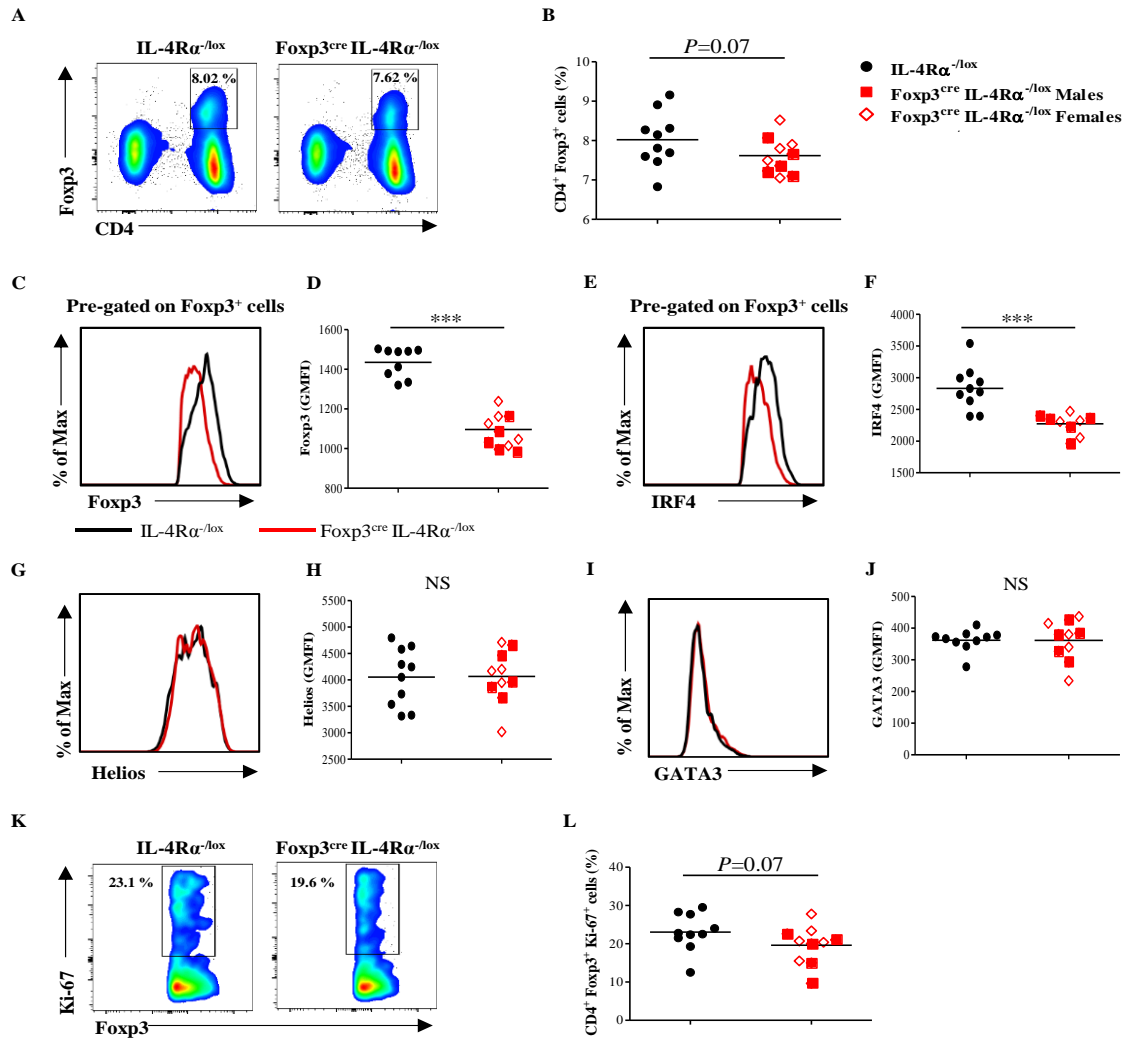 A
IL-4Rα-/lox
Foxp3cre IL-4Rα-/lox
8.02 %
7.62 %
Foxp3
CD4
B
P=0.07
CD4+ Foxp3+ cells (%)
10
9
8
7
6
IL-4Rα-/lox
Foxp3cre IL-4Rα-/lox Males
Foxp3cre IL-4Rα-/lox Females
C
Pre-gated on Foxp3+ cells
% of Max
Foxp3
D
***
Foxp3 (GMFI)
1600
1400
1200
1000
800
E
Pre-gated on Foxp3+ cells
% of Max
IRF4
F
***
IRF4 (GMFI)
4000
3500
3000
2500
2000
1500
IL-4Rα-/lox
Foxp3cre IL-4Rα-/lox
G
% of Max
Helios
H
NS
Helios (GMFI)
5500
5000
4500
4000
3500
3000
2500
I
% of Max
GATA3
J
NS
GATA3 (GMFI)
500
400
300
200
100
0
K
IL-4Rα-/lox
Foxp3cre IL-4Rα-/lox
23.1 %
19.6 %
Ki-67
Foxp3
L
P=0.07
CD4+ Foxp3+ Ki-67+ cells (%)
40
30
20
10
0